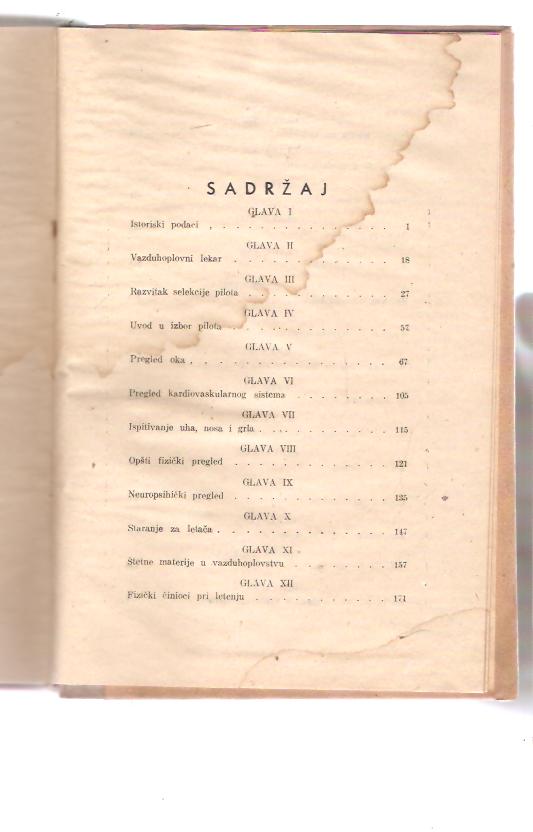 SADRŽAJ
GLAVA I
Istoriski podaci . . . . . . . . . . . . . . . 1
GLAVA II
Vazduhoplovni lekar . . . . . . . . . . . . . 18
GLAVA III
Razvitak selekcije pilota . . . . . . . . . . . . 27
GLAVA IV
Uvod u izbor pilota . . . . . . . . . . . . . 57
GLAVA V
Pregled oka . . . . . . . . . . . . . . . . 67
GLAVA VI
Pregled kardiovaskularnog sistema . . . . . . . . 105
GLAVA VII
Ispitivanje uha, nosa i grla . . . . . . . . . . . 115
GLAVA VIII
Opšti fizički pregled . . . . . . . . . . . . . 121
GLAVA IX
Neuropsihički pregled . . . . . . . . . . . . . 135
GLAVA X
Staranje za letača . . . . . . . . . . . . . . 147
GLAVA XI
Štetne materije u vazduhoplovstvu . . . . . . . . 157
GLAVA XII
Fizički činioci pri letenju . . . . . . . . . . . 171